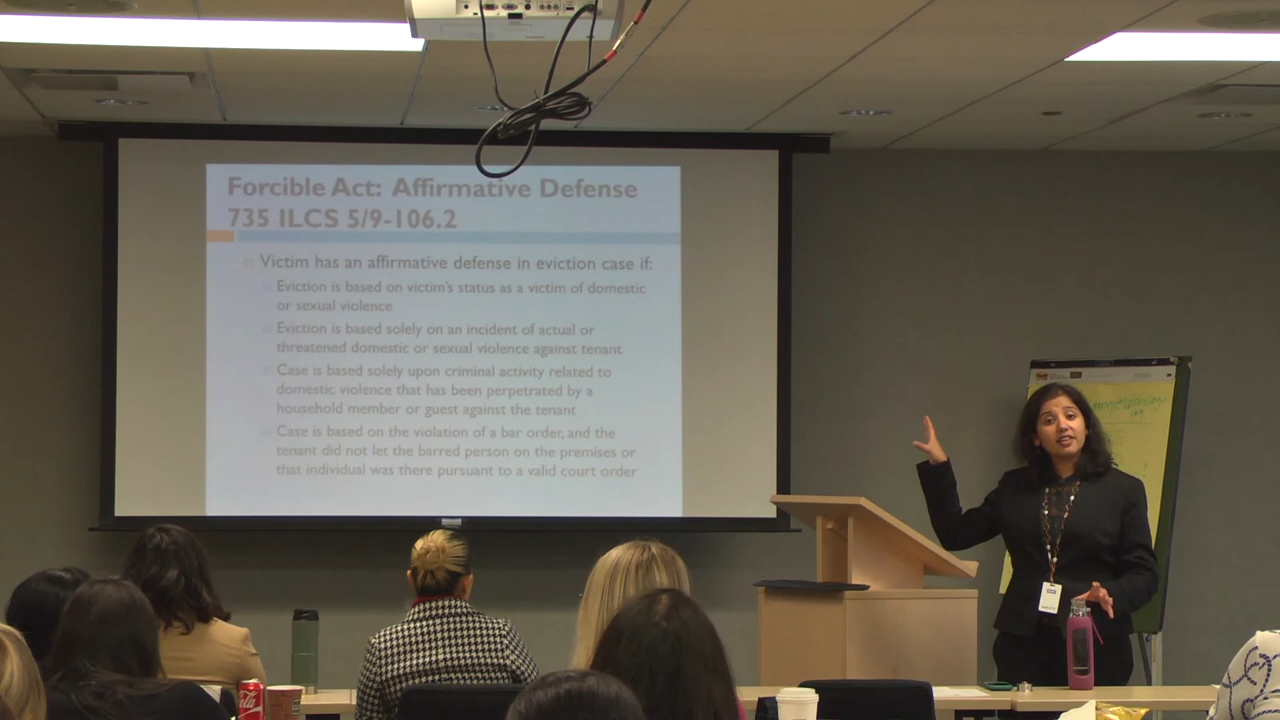 Forcible Act: Affirmative Defense
735 ILCS 5/9-106.2
Victim has an affirmative defense in eviction case if:
Eviction is based on victim's status as a victim of domestic
or sexual violence
Eviction is based solely on an incident of actual or
threatened domestic or sexual violence against tenant
Case is based solely upon criminal activity related to
domestic violence that has been perpetrated by a
household member or guest against the tenant
Case is based on the violation of a bar order, and the
tenant did not let the barred person on the premises or
that individual was there pursuant to a valid court order